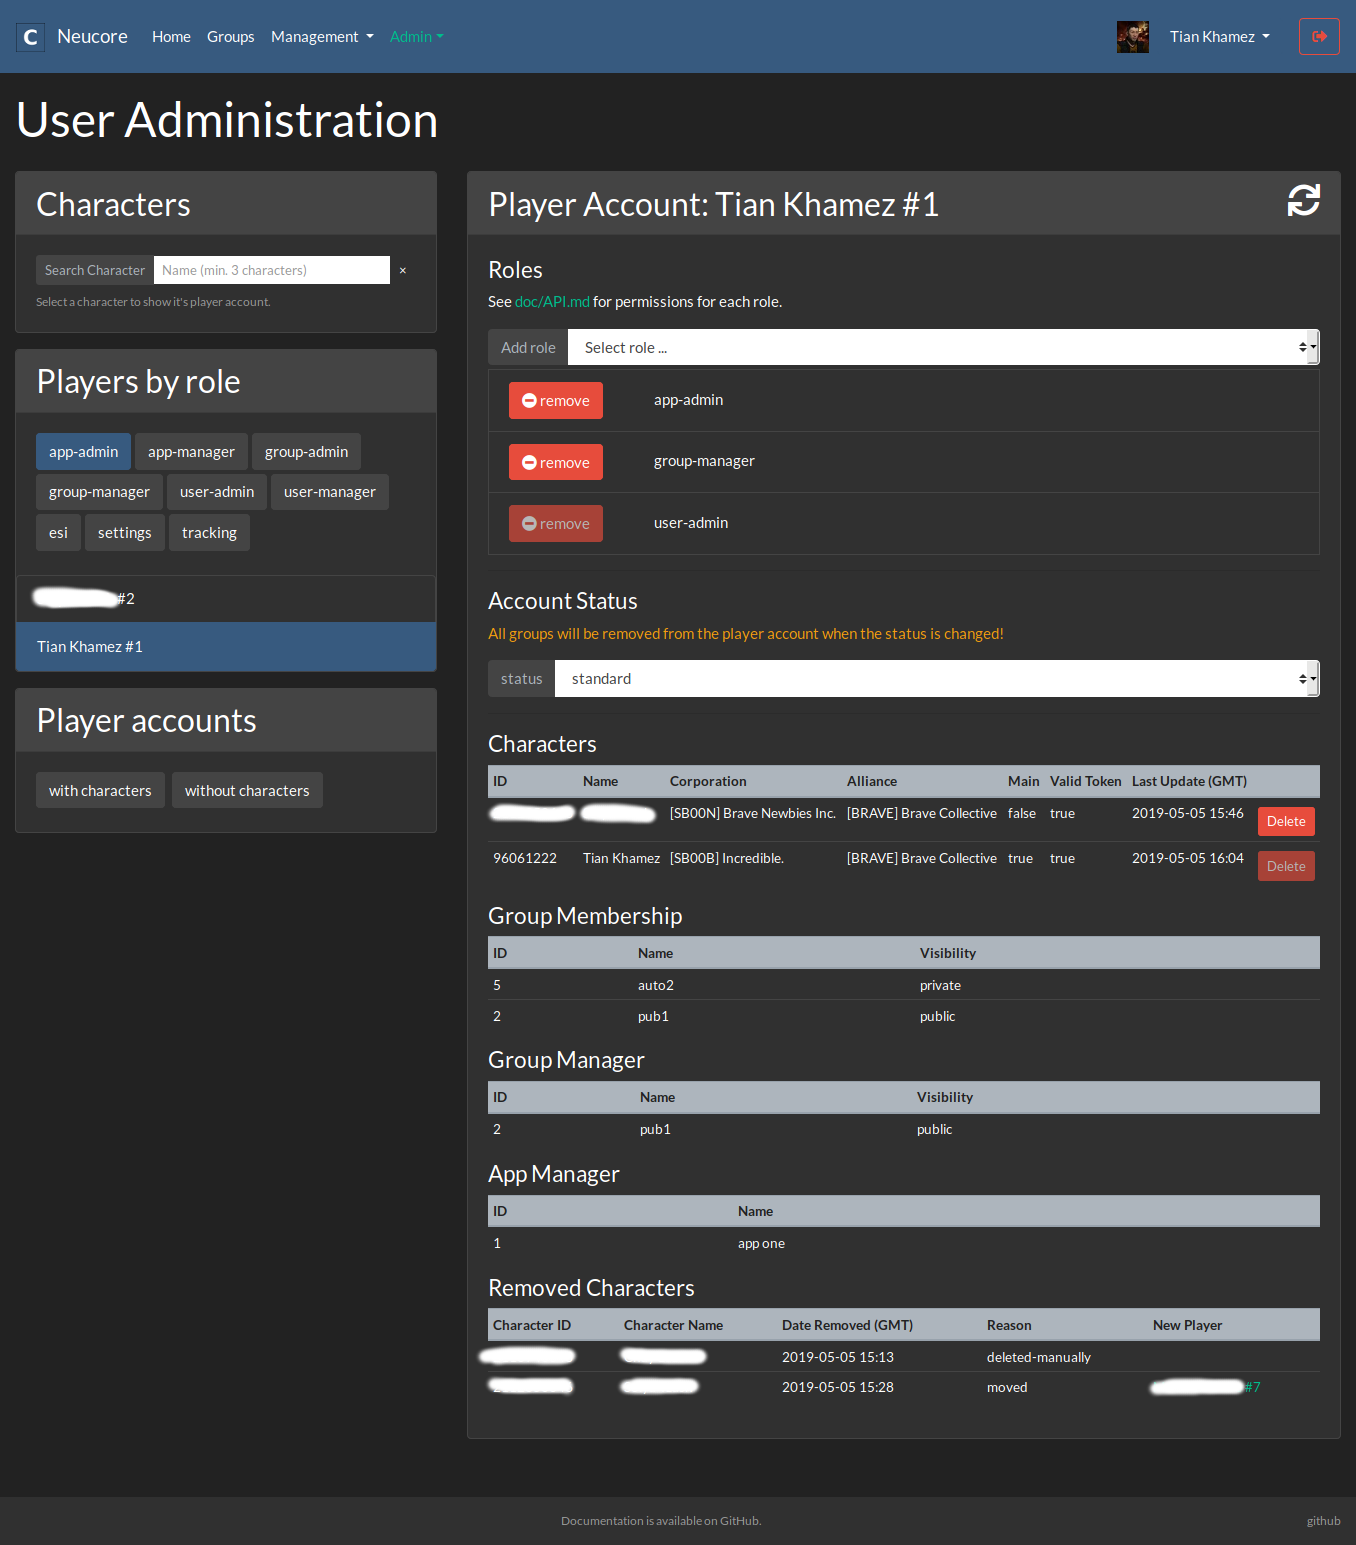 C Neucore Home Groups Management Admin Tian Khamez
User Administration
Characters
Search Character Name (min. 3 characters) ×
Select a character to show it's player account.
Players by role
app-admin app-manager group-admin
group-manager user-admin user-manager
esi settings tracking
#2
Tian Khamez #1
Player accounts
with characters without characters
Player Account: Tian Khamez #1
Roles
See doc/API.md for permissions for each role.
Add role Select role ...
remove app-admin
remove group-manager
remove user-admin
Account Status
All groups will be removed from the player account when the status is changed!
status standard
Characters
ID Name Corporation Alliance Main Valid Token Last Update (GMT)
[SB00N] Brave Newbies Inc. [BRAVE] Brave Collective false true 2019-05-05 15:46 Delete
96061222 Tian Khamez [SB00B] Incredible. [BRAVE] Brave Collective true true 2019-05-05 16:04 Delete
Group Membership
ID Name Visibility
5 auto2 private
2 pub1 public
Group Manager
ID Name Visibility
2 pub1 public
App Manager
ID Name
1 app one
Removed Characters
Character ID Character Name Date Removed (GMT) Reason New Player
2019-05-05 15:13 deleted-manually
2019-05-05 15:28 moved #7
Documentation is available on GitHub. github